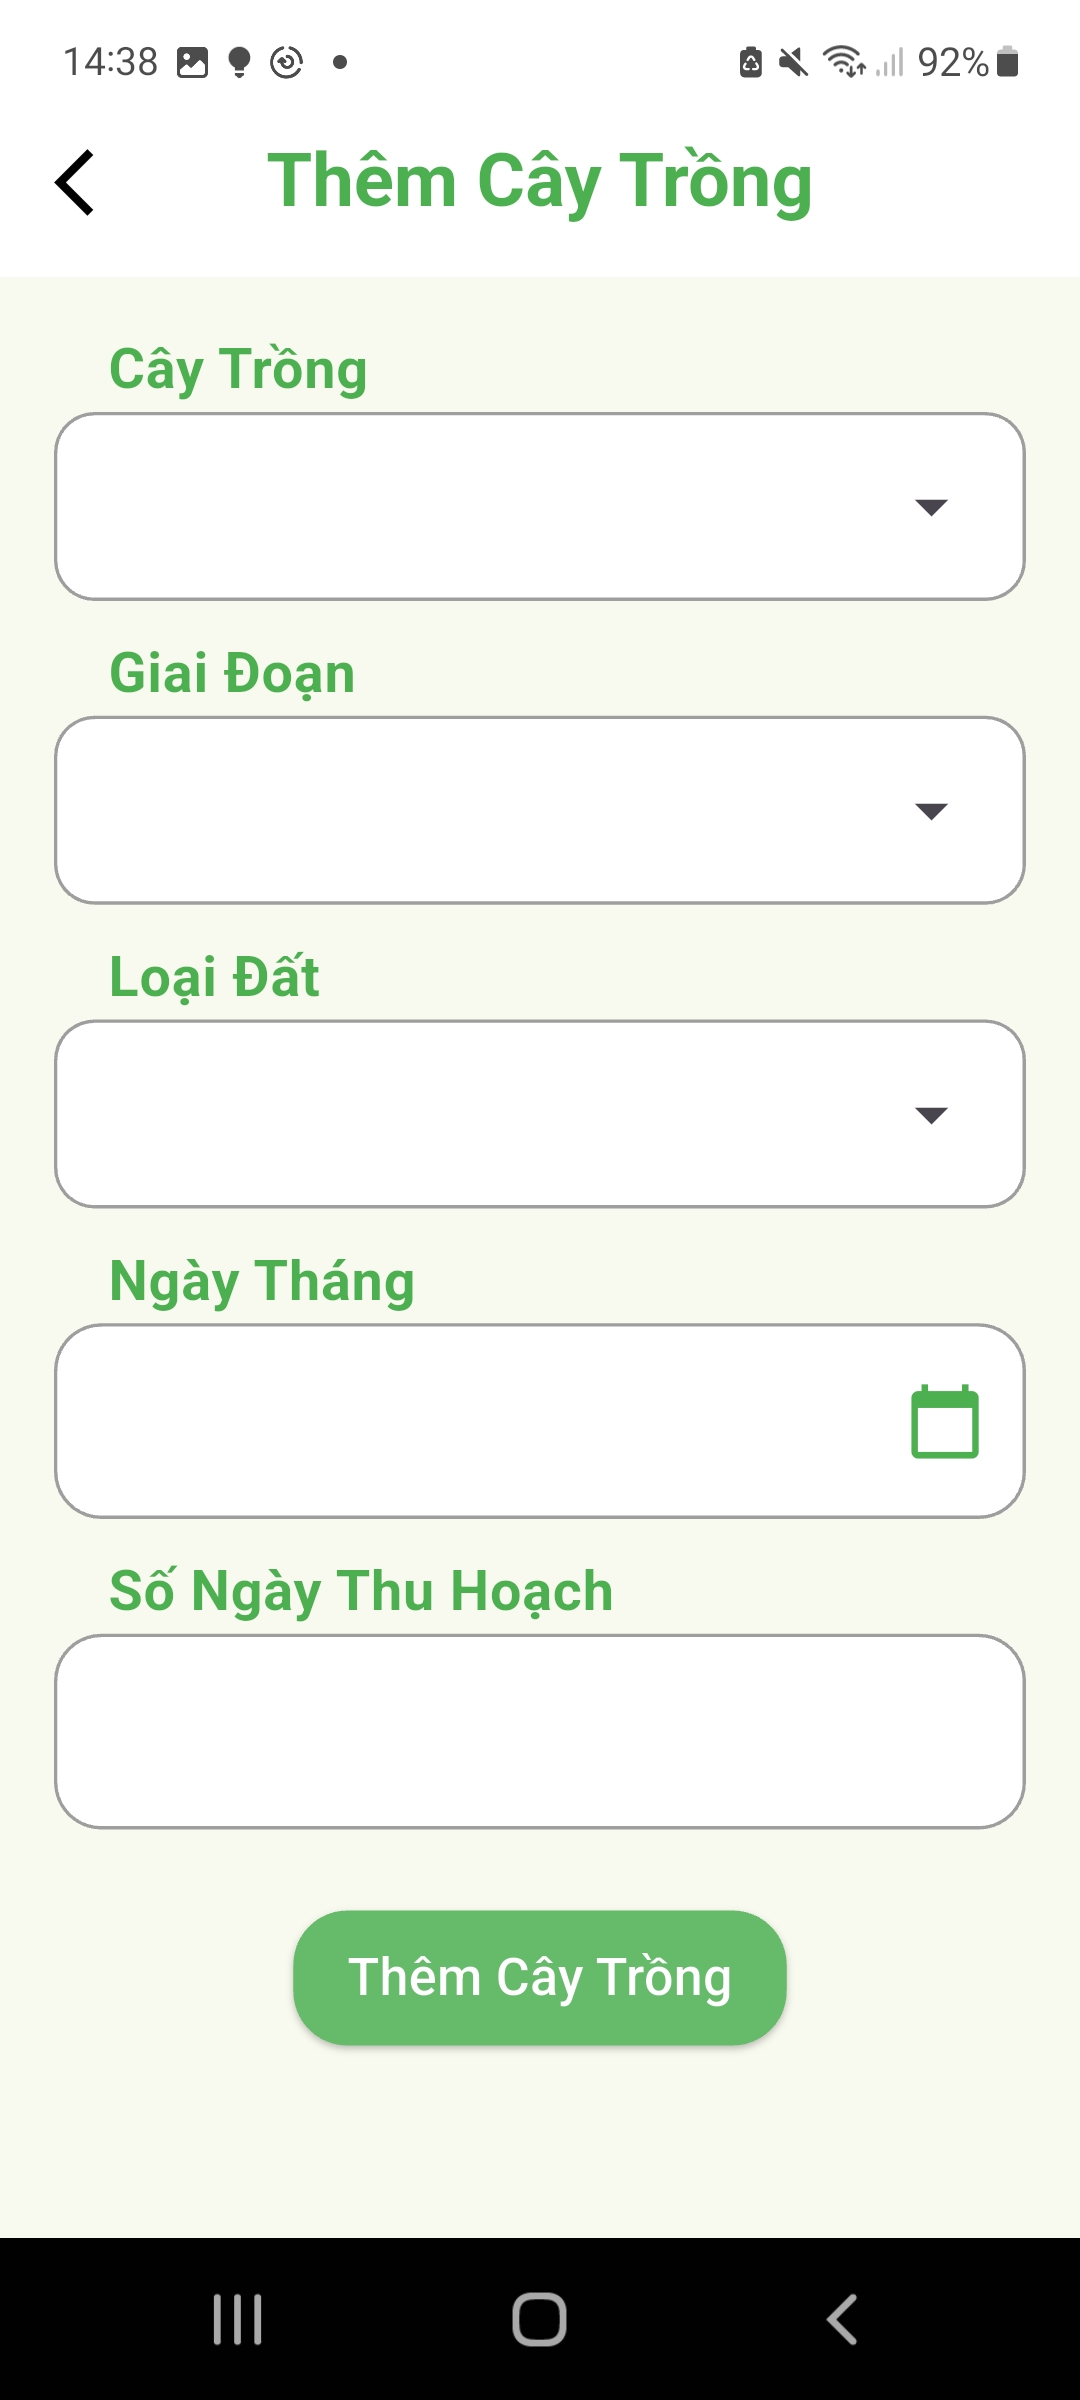 14:38
92%
Thêm Cây Trồng
Cây Trồng
Giai Đoạn
Loại Đất
Ngày Tháng
Số Ngày Thu Hoạch
Thêm Cây Trồng